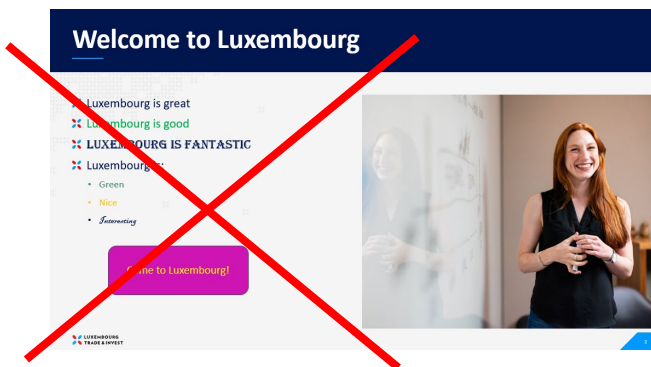 Welcome to Luxembourg
Luxembourg is great
Luxembourg is good
LUXEMBOURG IS FANTASTIC
Luxembourg is:
Green
Nice
Interesting
Come to Luxembourg!
LUXEMBOURG
TRADE & INVEST